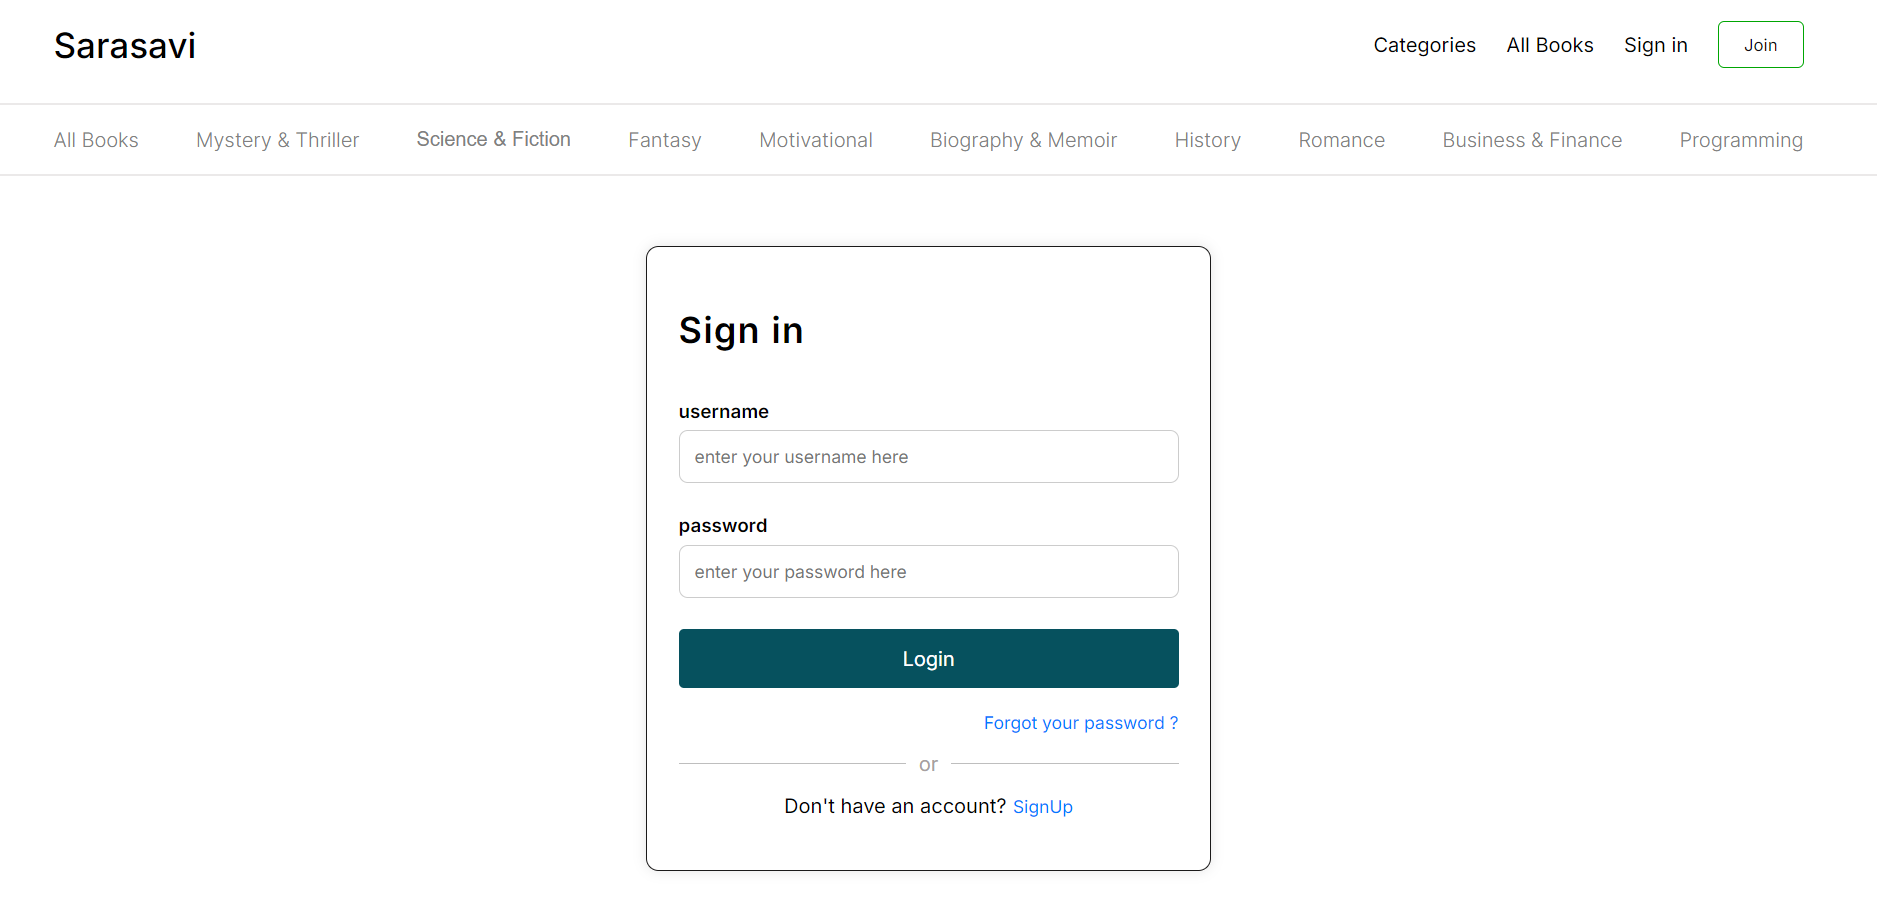 Sarasavi
Categories All Books Sign in Join
All Books Mystery & Thriller Science & Fiction Fantasy Motivational Biography & Memoir History Romance Business & Finance Programming
Sign in
username
enter your username here
password
enter your password here
Login
Forgot your password ?
or
Don't have an account? SignUp